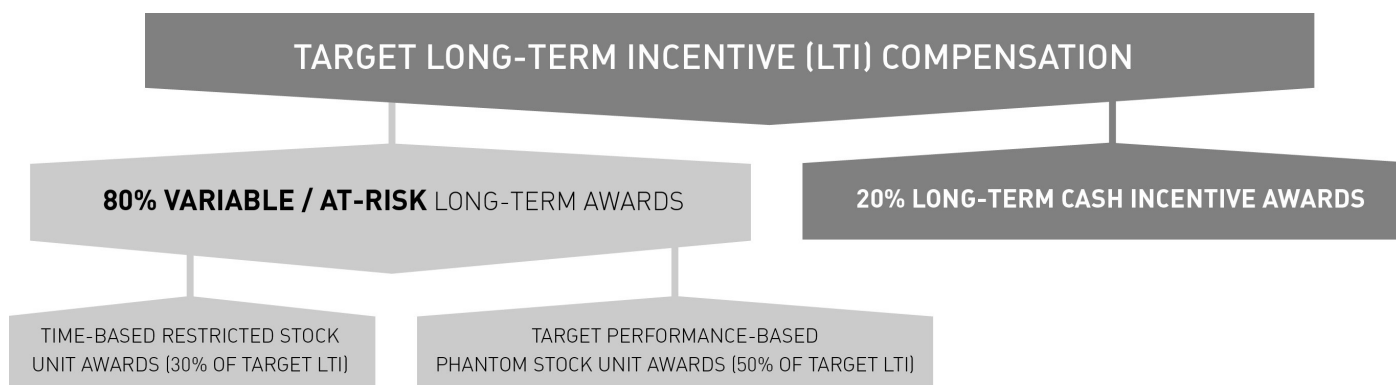 TARGET LONG-TERM INCENTIVE (LTI) COMPENSATION
80% VARIABLE / AT-RISK LONG-TERM AWARDS
20% LONG-TERM CASH INCENTIVE AWARDS
TIME-BASED RESTRICTED STOCK
UNIT AWARDS (30% OF TARGET LTI)
TARGET PERFORMANCE-BASED
PHANTOM STOCK UNIT AWARDS (50% OF TARGET LTI)